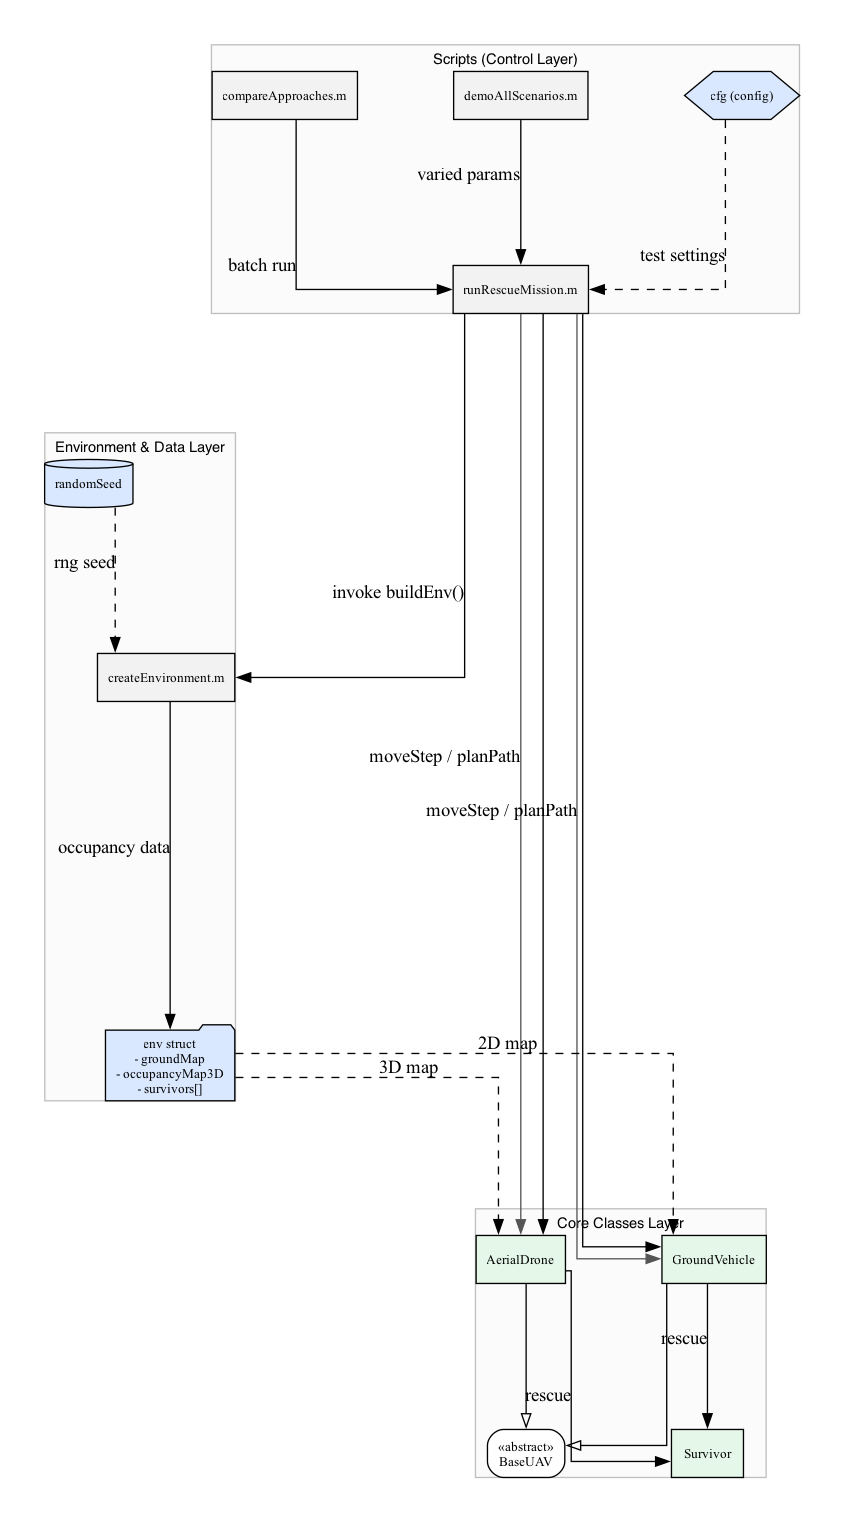 Scripts (Control Layer)
compareApproaches.m
demoAllScenarios.m
cfg (config)
varied params
test settings
batch run
runRescueMission.m
Environment & Data Layer
randomSeed
rng seed
invoke buildEnv()
createEnvironment.m
moveStep / planPath
moveStep / planPath
occupancy data
env struct
- groundMap
- occupancyMap3D
- survivors[]
2D map
3D map
Core Classes Layer
AerialDrone
GroundVehicle
rescue
rescue
«abstract»
BaseUAV
Survivor